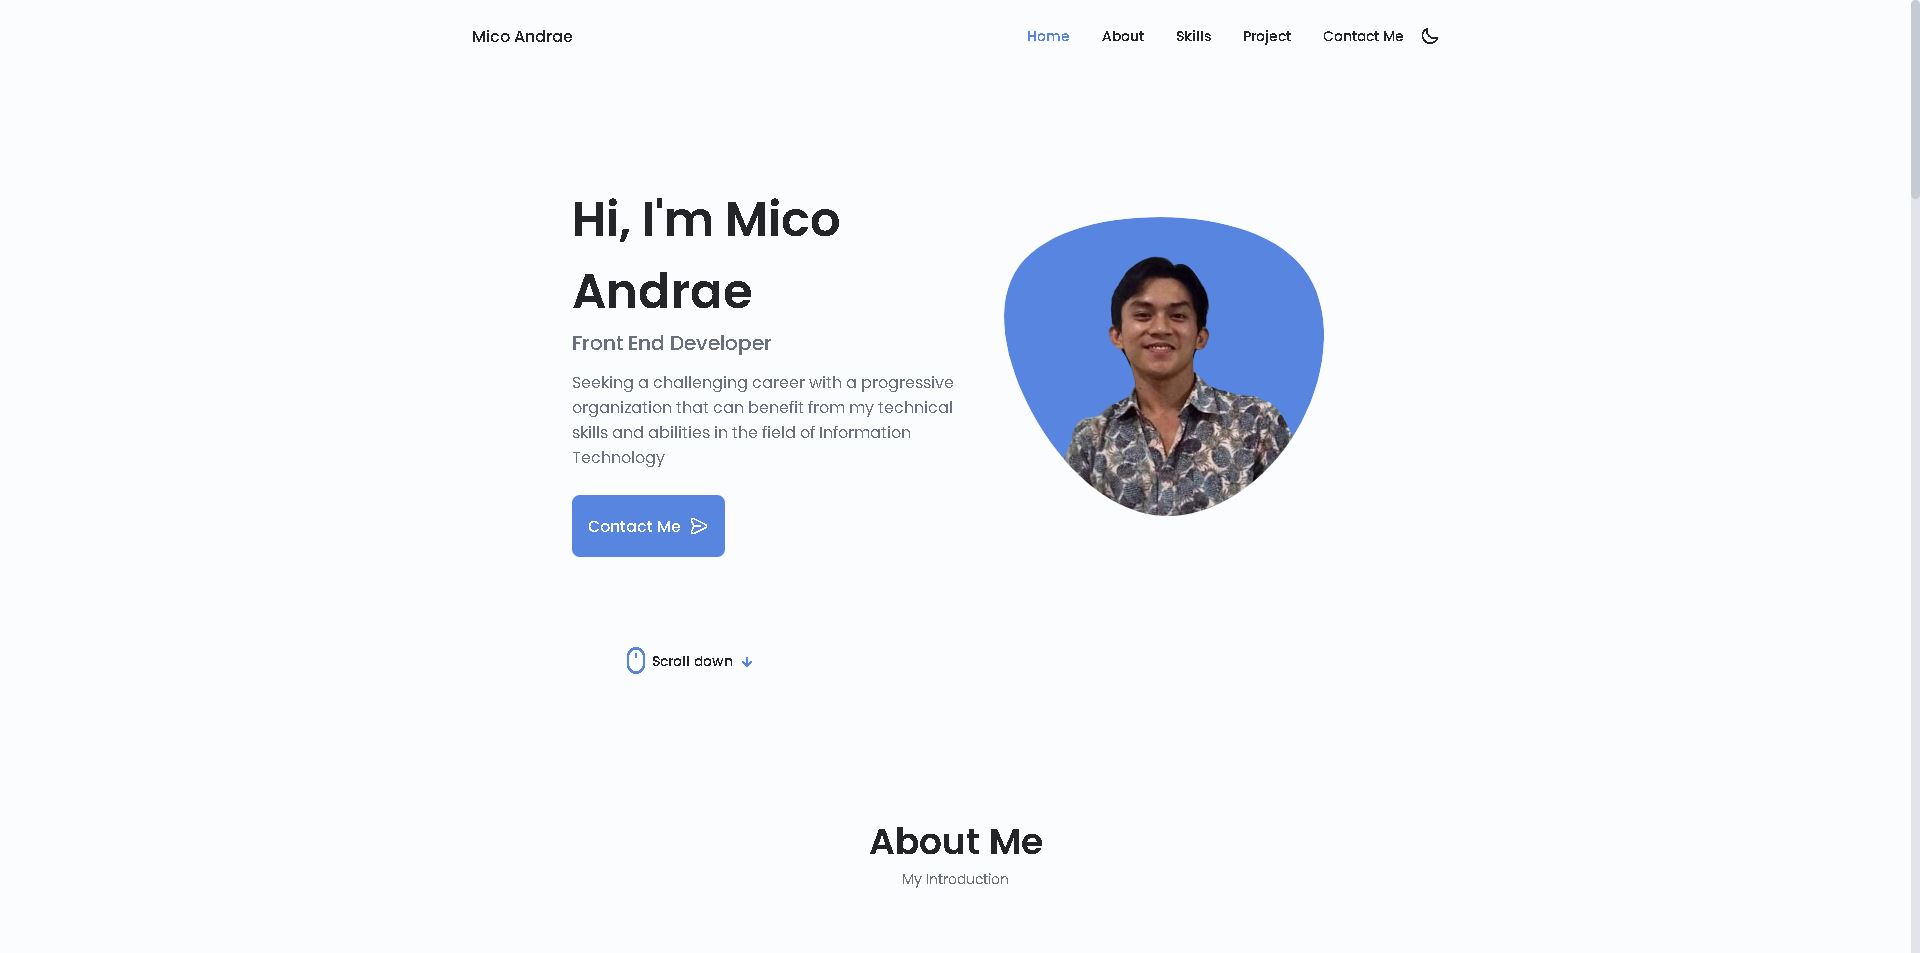 Mico Andrae
Home About Skills Project Contact Me
Hi, I'm Mico
Andrae
Front End Developer
Seeking a challenging career with a progressive
organization that can benefit from my technical
skills and abilities in the field of Information
Technology
Contact Me
Scroll down
About Me
My Introduction